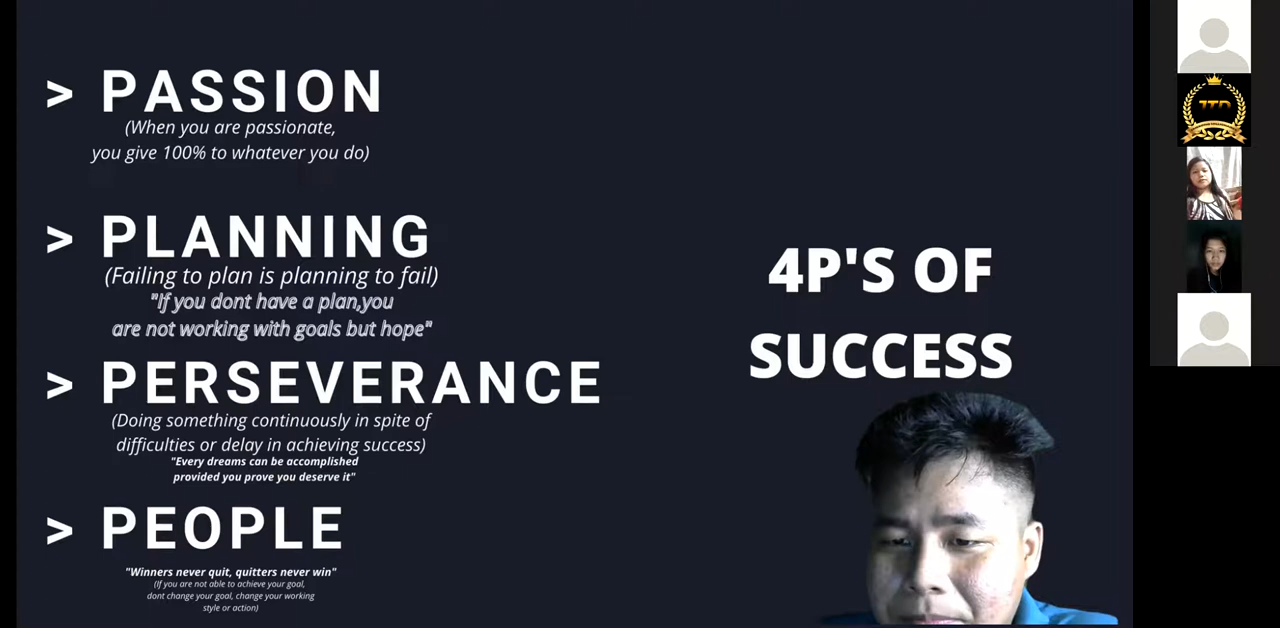 > PASSION
(When you are passionate,
you give 100% to whatever you do)
> PLANNING
(Failing to plan is planning to fail)
"If you dont have a plan,you
are not working with goals but hope"
> PERSEVERANCE
(Doing something continuously in spite of
difficulties or delay in achieving success)
"Every dreams can be accomplished
provided you prove you deserve it"
> PEOPLE
"Winners never quit, quitters never win"
(If you are not able to achieve your goal,
dont change your goal, change your working
style or action)
4P'S OF
SUCCESS